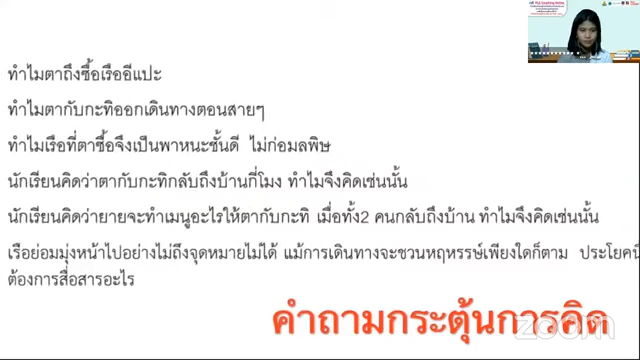 ทำไมตาถึงซื้อเรืออีแปะ
ทำไมตากับกะทิออกเดินทางตอนสายๆ
ทำไมเรือที่ตาซื้อจึงเป็นพาหนะชั้นดี ไม่ก่อมลพิษ
นักเรียนคิดว่าตากับกะทิกลับถึงบ้านกี่โมง ทำไมจึงคิดเช่นนั้น
นักเรียนคิดว่ายายจะทำเมนูอะไรให้ตากับกะทิ เมื่อทั้ง2 คนกลับถึงบ้าน ทำไมจึงคิดเช่นนั้น
เรือย่อมมุ่งหน้าไปอย่างไม่ถึงจุดหมายไม่ได้ แม้การเดินทางจะชวนหฤหรรษ์เพียงใดก็ตาม ประโยคนี้
ต้องการสื่อสารอะไร
คำถามกระตุ้นการคิด
zoom